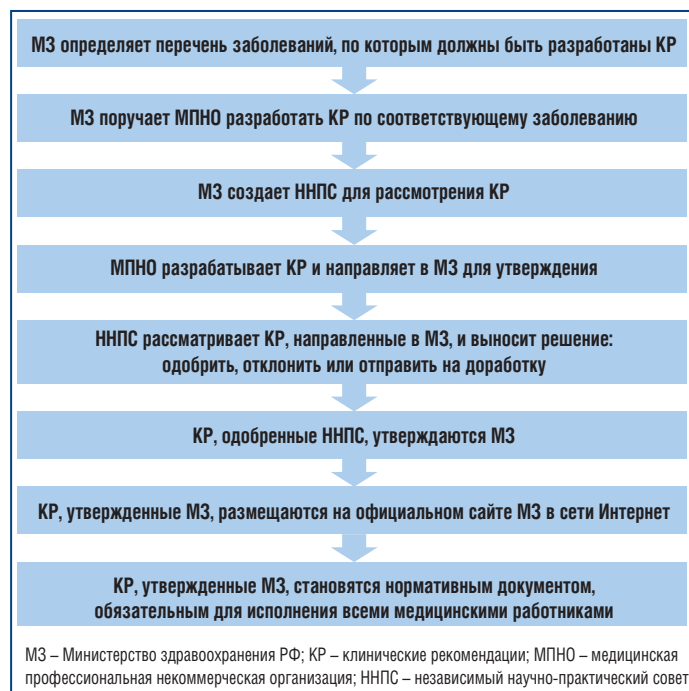 МЗ определяет перечень заболеваний, по которым должны быть разработаны КР
МЗ поручает МПНО разработать КР по соответствующему заболеванию
МЗ создает ННПС для рассмотрения КР
МПНО разрабатывает КР и направляет в МЗ для утверждения
ННПС рассматривает КР, направленные в МЗ, и выносит решение:
одобрить, отклонить или отправить на доработку
КР, одобренные ННПС, утверждаются МЗ
КР, утвержденные МЗ, размещаются на официальном сайте МЗ в сети Интернет
КР, утвержденные МЗ, становятся нормативным документом,
обязательным для исполнения всеми медицинскими работниками
МЗ – Министерство здравоохранения РФ; КР – клинические рекомендации; МПНО – медицинская
профессиональная некоммерческая организация; ННПС – независимый научно-практический совет